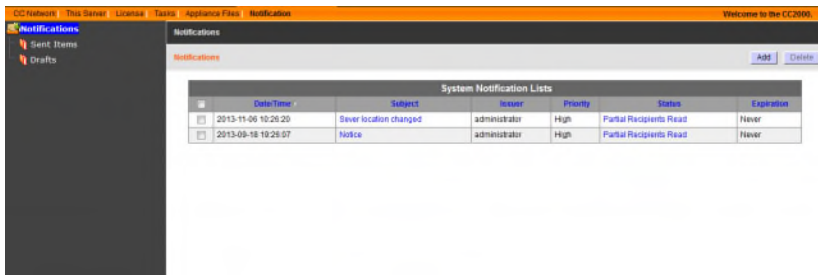 CC Network This Server License Tasks Appliance Files Notification Welcome to the CC2000.
Notifications
Sent Items
Drafts
Notifications
Notifications Add Delete
System Notification Lists
Date/Time Subject Issuer Priority Status Expiration
2013-11-06 10:26:20 Sever location changed administrator High Partial Recipients Read Never
2013-09-18 19:26:07 Notice administrator High Partial Recipients Read Never